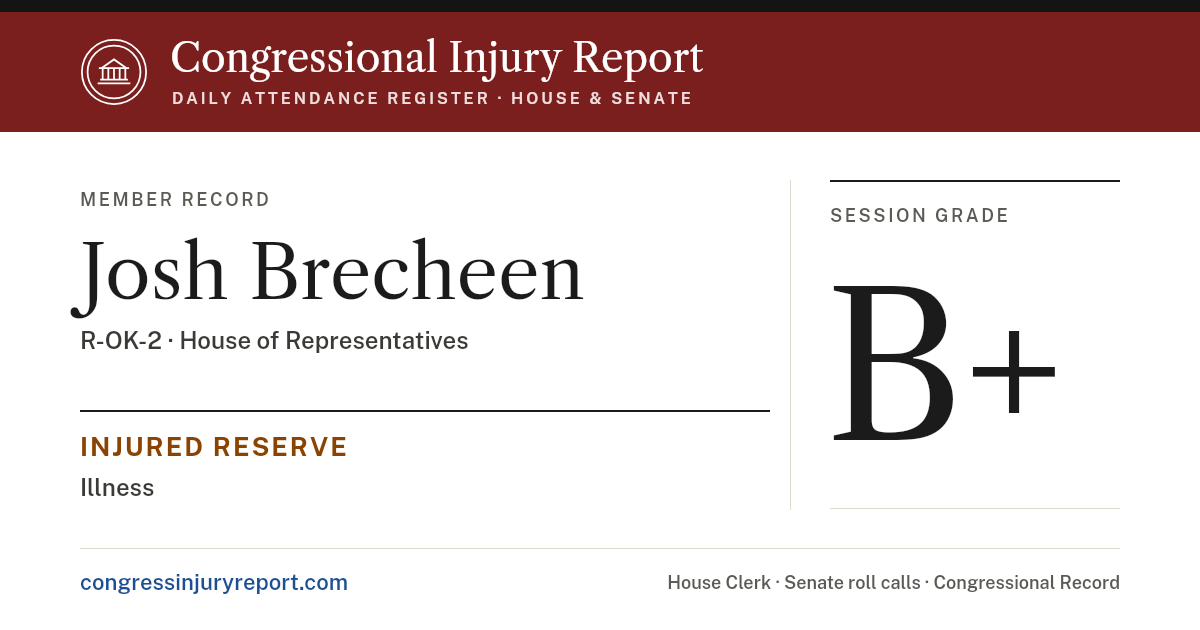 Congressional Injury Report
DAILY ATTENDANCE REGISTER · HOUSE & SENATE
MEMBER RECORD
Josh Brecheen
R-OK-2 · House of Representatives
INJURED RESERVE
Illness
SESSION GRADE
B+
congressinjuryreport.com
House Clerk · Senate roll calls · Congressional Record